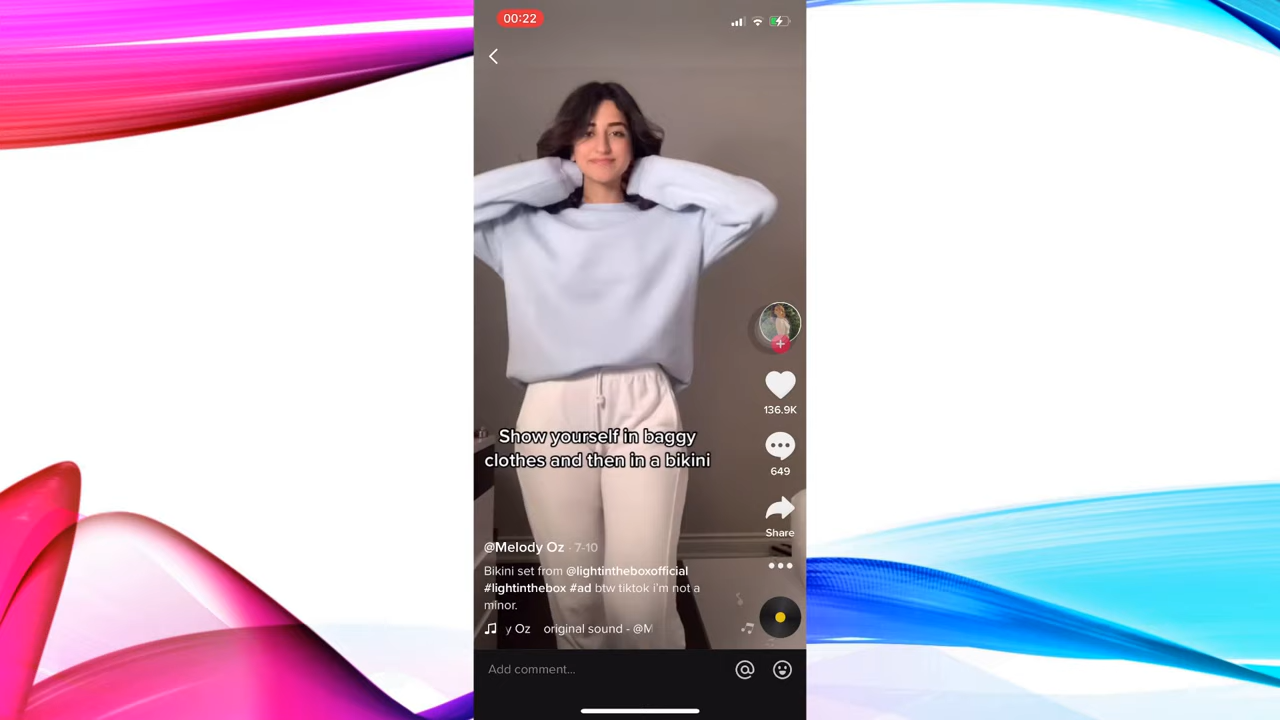 00:22
Show yourself in baggy
clothes and then in a bikini
136.9K
649
Share
@Melody Oz · 7-10
Bikini set from @lightintheboxofficial
#lightinthebox #ad btw tiktok i'm not a
minor.
y Oz original sound - @M
Add comment...